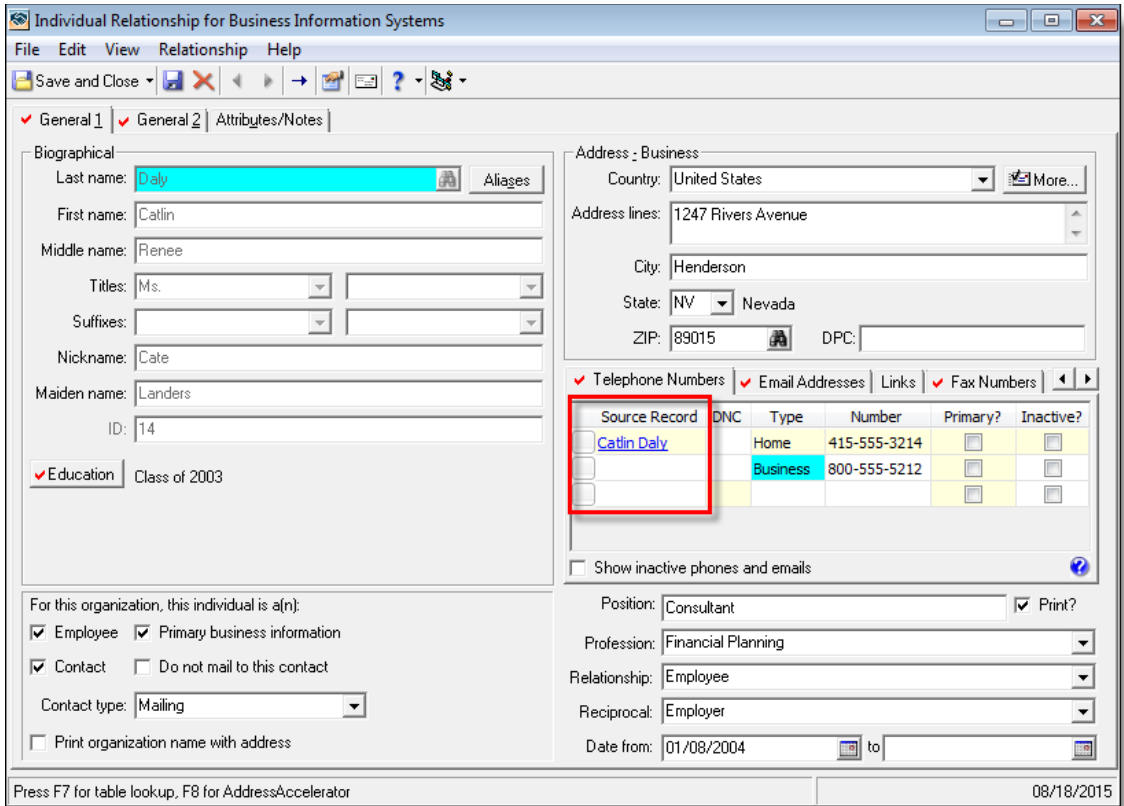 Individual Relationship for Business Information Systems
File Edit View Relationship Help
Save and Close
General 1 General 2 Attributes/Notes
Biographical
Last name: Daly Aliases
First name: Catlin
Middle name: Renee
Titles: Ms.
Suffixes:
Nickname: Cate
Maiden name: Landers
ID: 14
Education Class of 2003
For this organization, this individual is a(n):
Employee Primary business information
Contact Do not mail to this contact
Contact type: Mailing
Print organization name with address
Address - Business
Country: United States More...
Address lines: 1247 Rivers Avenue
City: Henderson
State: NV Nevada
ZIP: 89015 DPC:
Telephone Numbers Email Addresses Links Fax Numbers
Source Record DNC Type Number Primary? Inactive?
Catlin Daly Home 415-555-3214
Business 800-555-5212
Show inactive phones and emails
Position: Consultant Print?
Profession: Financial Planning
Relationship: Employee
Reciprocal: Employer
Date from: 01/08/2004 to
Press F7 for table lookup, F8 for AddressAccelerator 08/18/2015